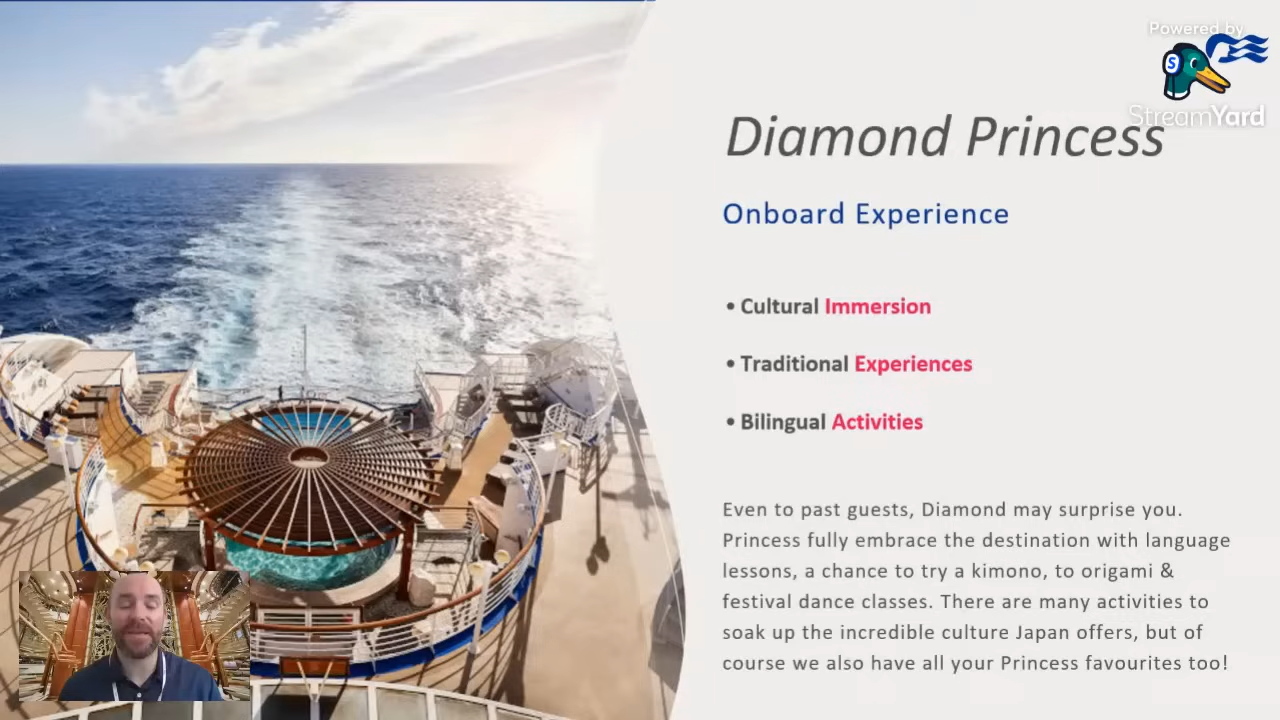 Powered by
S
StreamYard
Diamond Princess
Onboard Experience
• Cultural Immersion
• Traditional Experiences
• Bilingual Activities
Even to past guests, Diamond may surprise you.
Princess fully embrace the destination with language
lessons, a chance to try a kimono, to origami &
festival dance classes. There are many activities to
soak up the incredible culture Japan offers, but of
course we also have all your Princess favourites too!